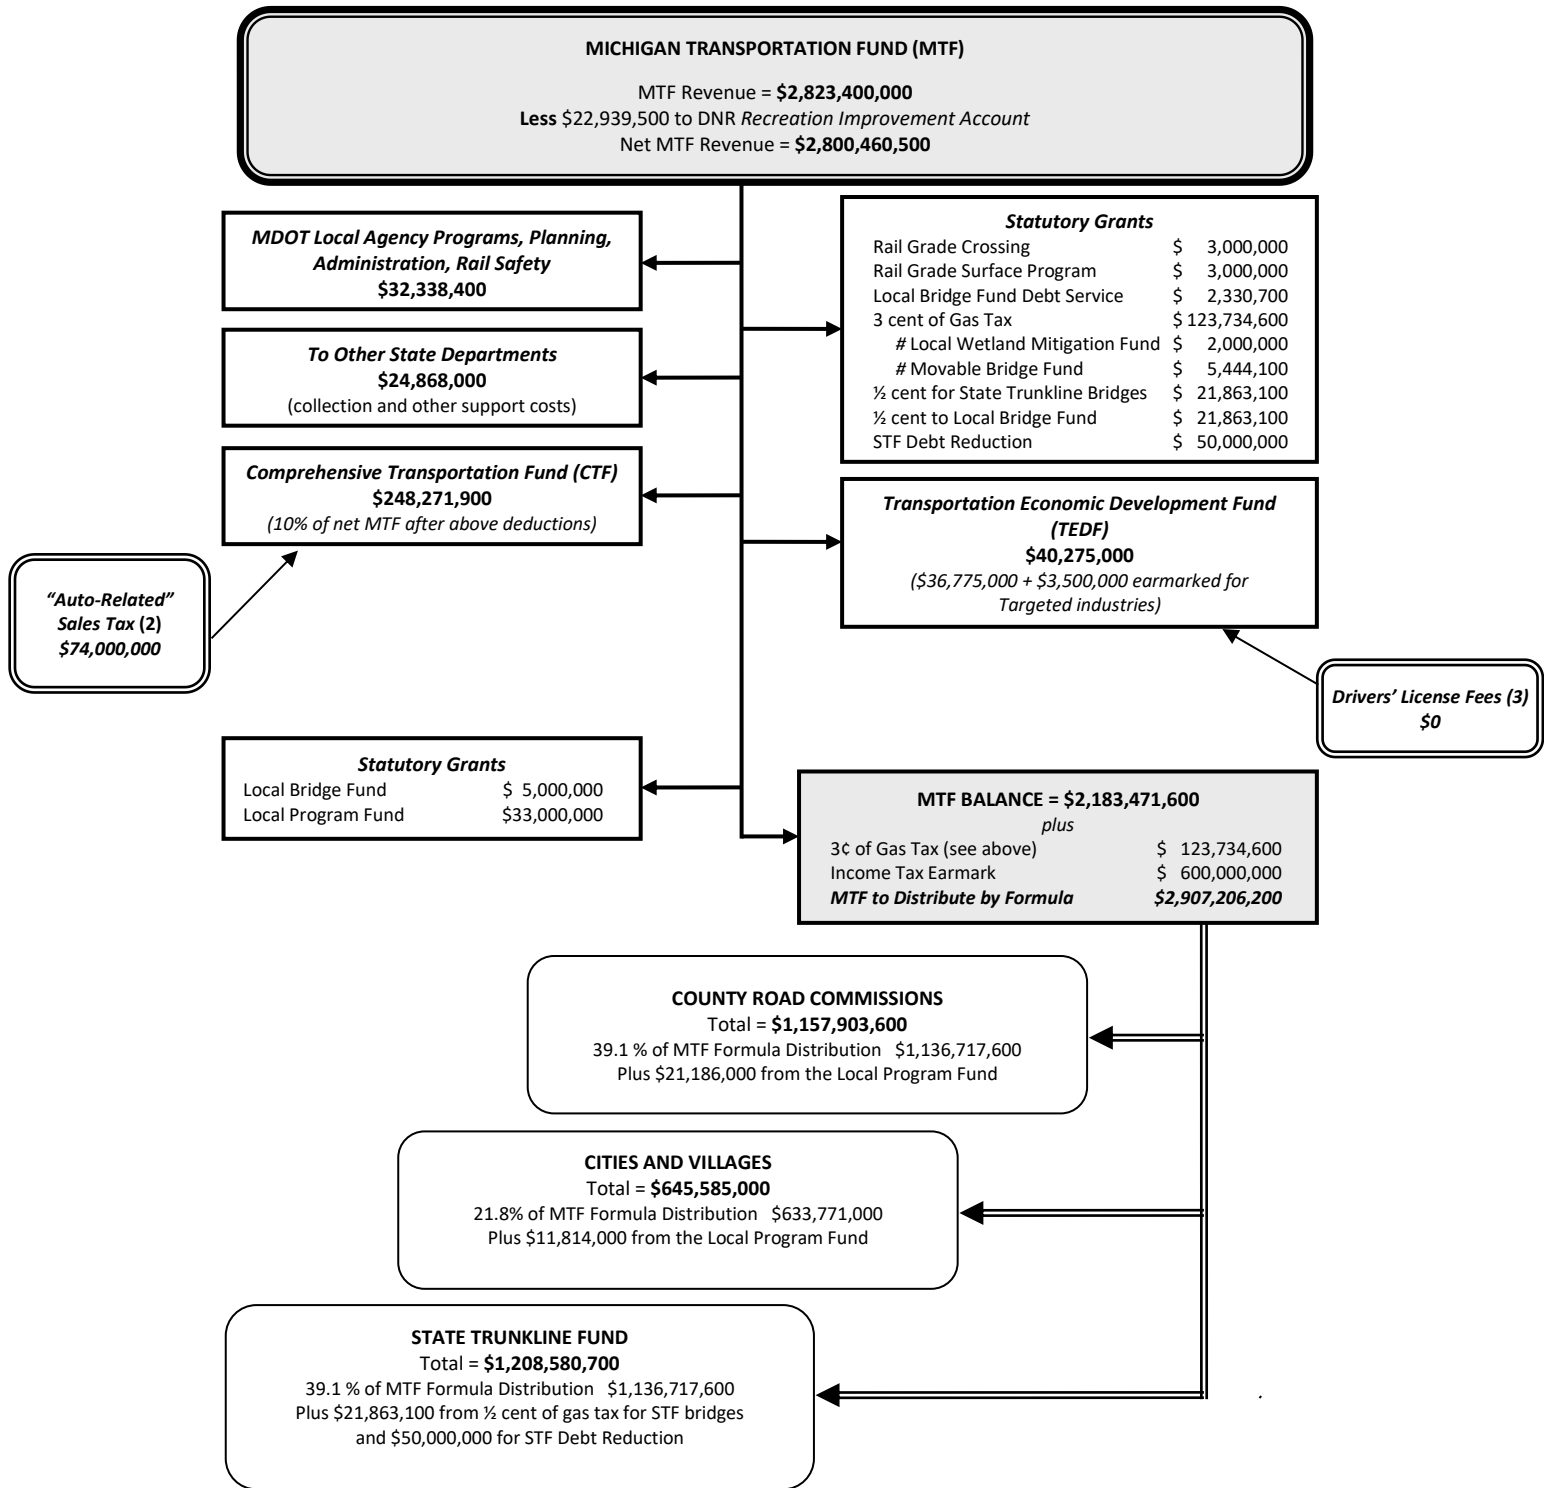 MICHIGAN TRANSPORTATION FUND (MTF)
MTF Revenue = $2,823,400,000
Less $22,939,500 to DNR Recreation Improvement Account
Net MTF Revenue = $2,800,460,500
MDOT Local Agency Programs, Planning,
Administration, Rail Safety
$32,338,400
Statutory Grants
Rail Grade Crossing $ 3,000,000
Rail Grade Surface Program $ 3,000,000
Local Bridge Fund Debt Service $ 2,330,700
3 cent of Gas Tax $ 123,734,600
# Local Wetland Mitigation Fund $ 2,000,000
# Movable Bridge Fund $ 5,444,100
½ cent for State Trunkline Bridges $ 21,863,100
½ cent to Local Bridge Fund $ 21,863,100
STF Debt Reduction $ 50,000,000
To Other State Departments
$24,868,000
(collection and other support costs)
Comprehensive Transportation Fund (CTF)
$248,271,900
(10% of net MTF after above deductions)
Transportation Economic Development Fund
(TEDF)
$40,275,000
($36,775,000 + $3,500,000 earmarked for
Targeted industries)
“Auto-Related”
Sales Tax (2)
$74,000,000
Drivers’ License Fees (3)
$0
Statutory Grants
Local Bridge Fund $ 5,000,000
Local Program Fund $33,000,000
MTF BALANCE = $2,183,471,600
plus
3¢ of Gas Tax (see above) $ 123,734,600
Income Tax Earmark $ 600,000,000
MTF to Distribute by Formula $2,907,206,200
COUNTY ROAD COMMISSIONS
Total = $1,157,903,600
39.1 % of MTF Formula Distribution $1,136,717,600
Plus $21,186,000 from the Local Program Fund
CITIES AND VILLAGES
Total = $645,585,000
21.8% of MTF Formula Distribution $633,771,000
Plus $11,814,000 from the Local Program Fund
STATE TRUNKLINE FUND
Total = $1,208,580,700
39.1 % of MTF Formula Distribution $1,136,717,600
Plus $21,863,100 from ½ cent of gas tax for STF bridges
and $50,000,000 for STF Debt Reduction
.